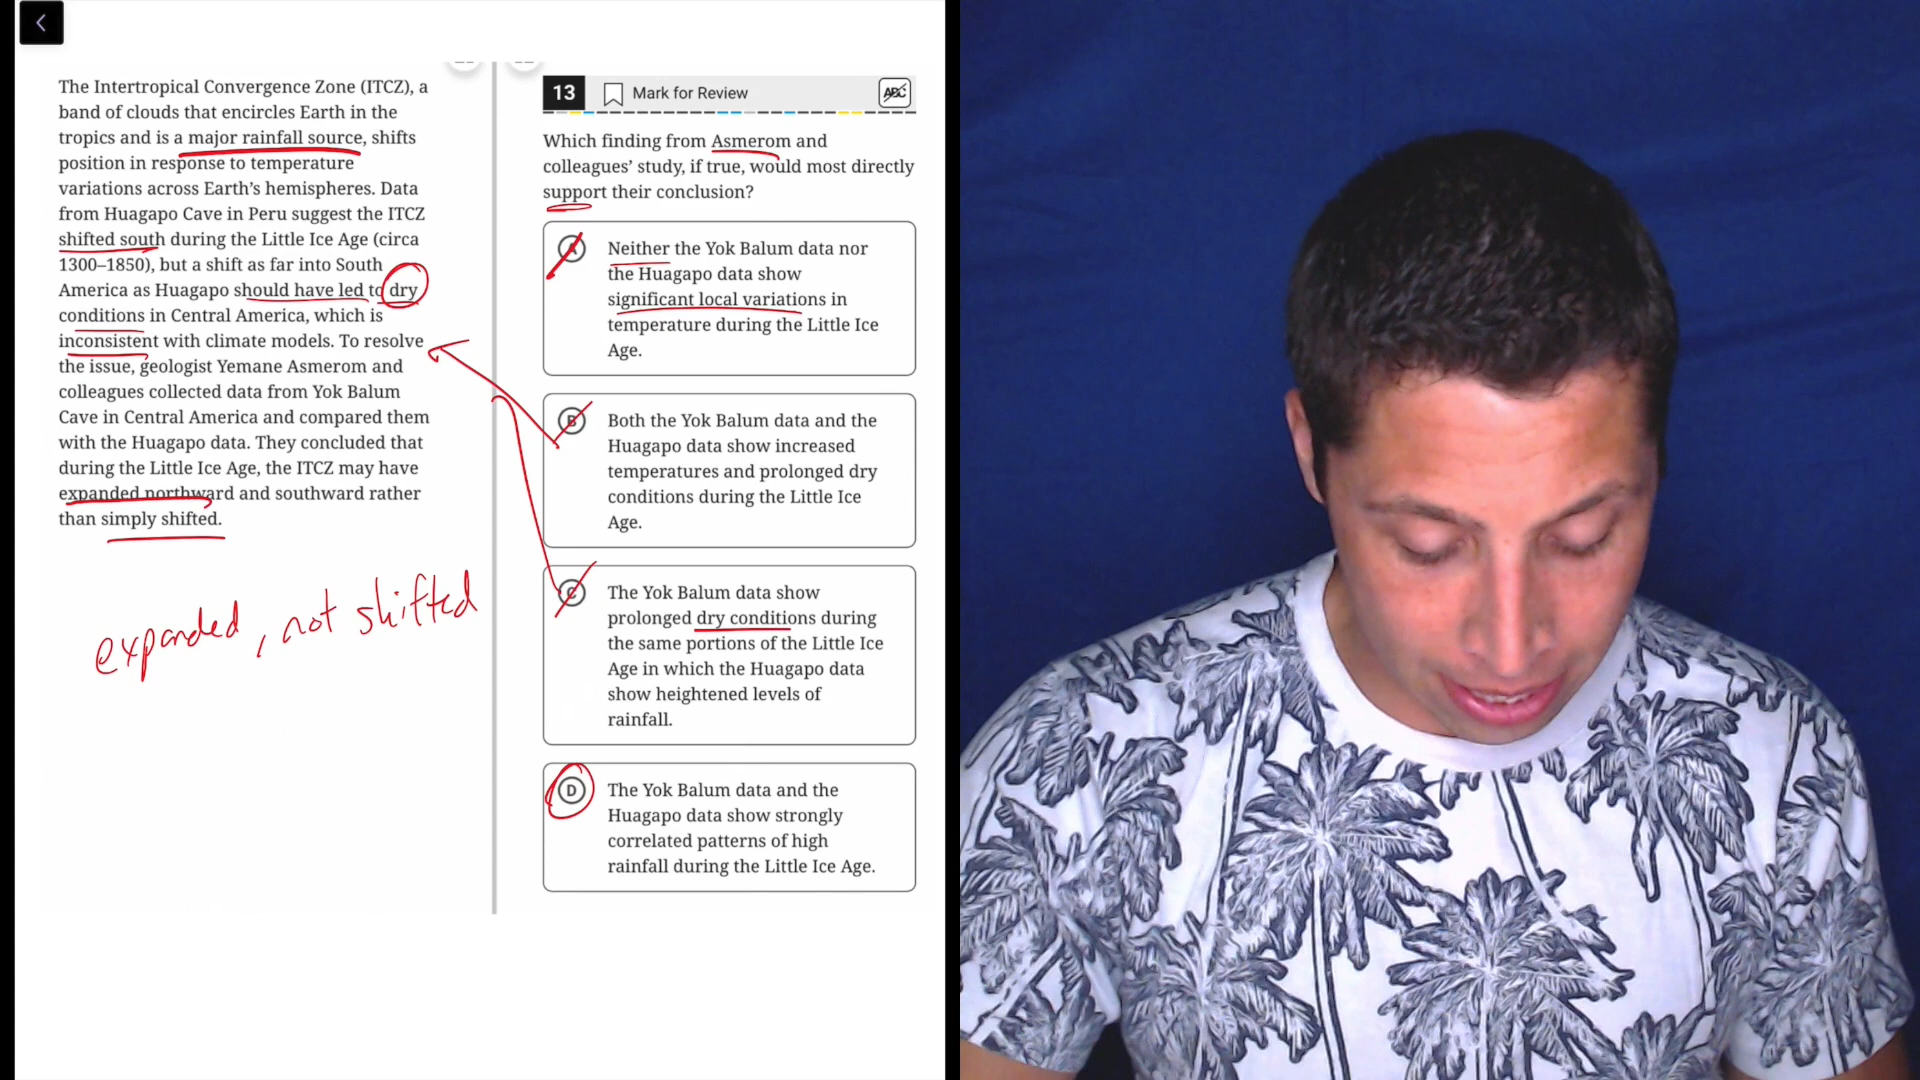 The Intertropical Convergence Zone (ITCZ), a
band of clouds that encircles Earth in the
tropics and is a major rainfall source, shifts
position in response to temperature
variations across Earth's hemispheres. Data
from Huagapo Cave in Peru suggest the ITCZ
shifted south during the Little Ice Age (circa
1300–1850), but a shift as far into South
America as Huagapo should have led to dry
conditions in Central America, which is
inconsistent with climate models. To resolve
the issue, geologist Yemane Asmerom and
colleagues collected data from Yok Balum
Cave in Central America and compared them
with the Huagapo data. They concluded that
during the Little Ice Age, the ITCZ may have
expanded northward and southward rather
than simply shifted.
expanded, not shifted
13 Mark for Review ABC
Which finding from Asmerom and
colleagues' study, if true, would most directly
support their conclusion?
A Neither the Yok Balum data nor
the Huagapo data show
significant local variations in
temperature during the Little Ice
Age.
B Both the Yok Balum data and the
Huagapo data show increased
temperatures and prolonged dry
conditions during the Little Ice
Age.
C The Yok Balum data show
prolonged dry conditions during
the same portions of the Little Ice
Age in which the Huagapo data
show heightened levels of
rainfall.
D The Yok Balum data and the
Huagapo data show strongly
correlated patterns of high
rainfall during the Little Ice Age.